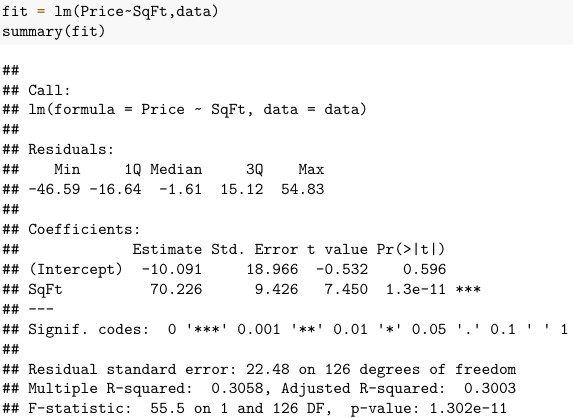 fit = lm(Price~SqFt,data)
summary(fit)
##
## Call:
## lm(formula = Price ~ SqFt, data = data)
##
## Residuals:
##    Min     1Q Median     3Q    Max
## -46.59 -16.64  -1.61  15.12  54.83
##
## Coefficients:
##             Estimate Std. Error t value Pr(>|t|)
## (Intercept)  -10.091     18.966  -0.532    0.596
## SqFt          70.226      9.426   7.450  1.3e-11 ***
## ---
## Signif. codes:  0 '***' 0.001 '**' 0.01 '*' 0.05 '.' 0.1 ' ' 1
##
## Residual standard error: 22.48 on 126 degrees of freedom
## Multiple R-squared:  0.3058, Adjusted R-squared:  0.3003
## F-statistic:  55.5 on 1 and 126 DF,  p-value: 1.302e-11